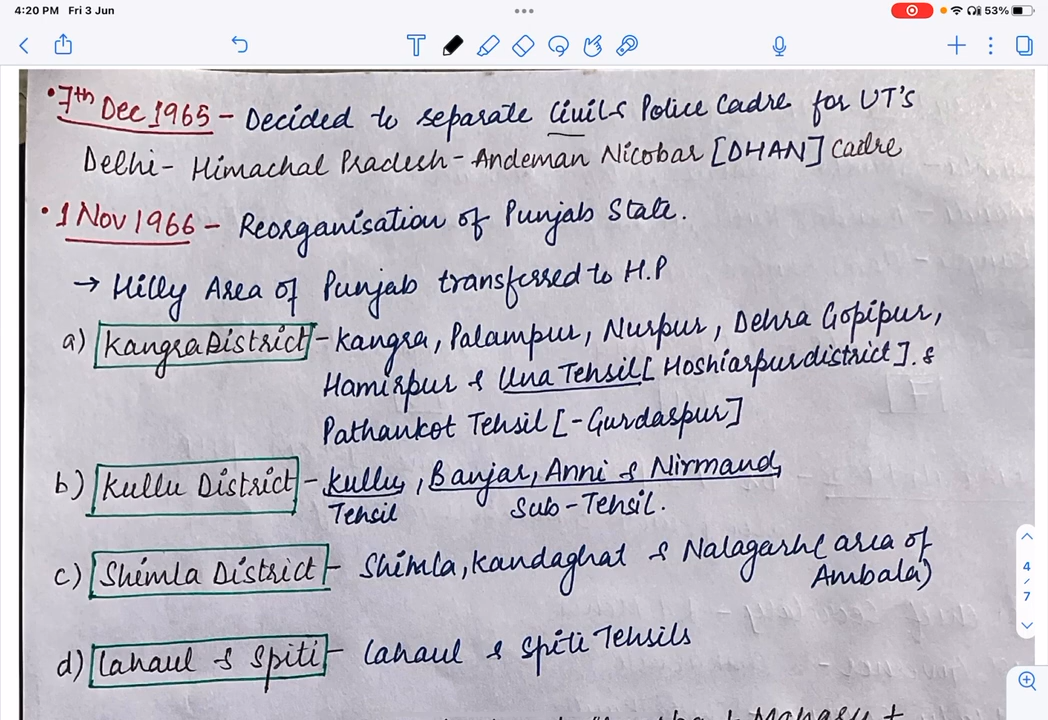 4:20 PM Fri 3 Jun
53%
• 7th Dec 1965 - Decided to separate Civil & Police Cadre for UT's
Delhi - Himachal Pradesh - Andeman Nicobar [DHAN] Cadre
• 1 Nov 1966 - Reorganisation of Punjab State.
→ Hilly Area of Punjab transferred to H.P
a) Kangra District - Kangra, Palampur, Nurpur, Dehra Gopipur,
Hamirpur & Una Tehsil [Hoshiarpur district]. &
Pathankot Tehsil [-Gurdaspur]
b) Kullu District - Kullu, Banjar, Anni & Nirmand,
Tehsil Sub-Tehsil.
c) Shimla District - Shimla, Kandaghat & Nalagarh (area of
Ambala)
d) Lahaul & Spiti - Lahaul & Spiti Tehsils
4
/
7